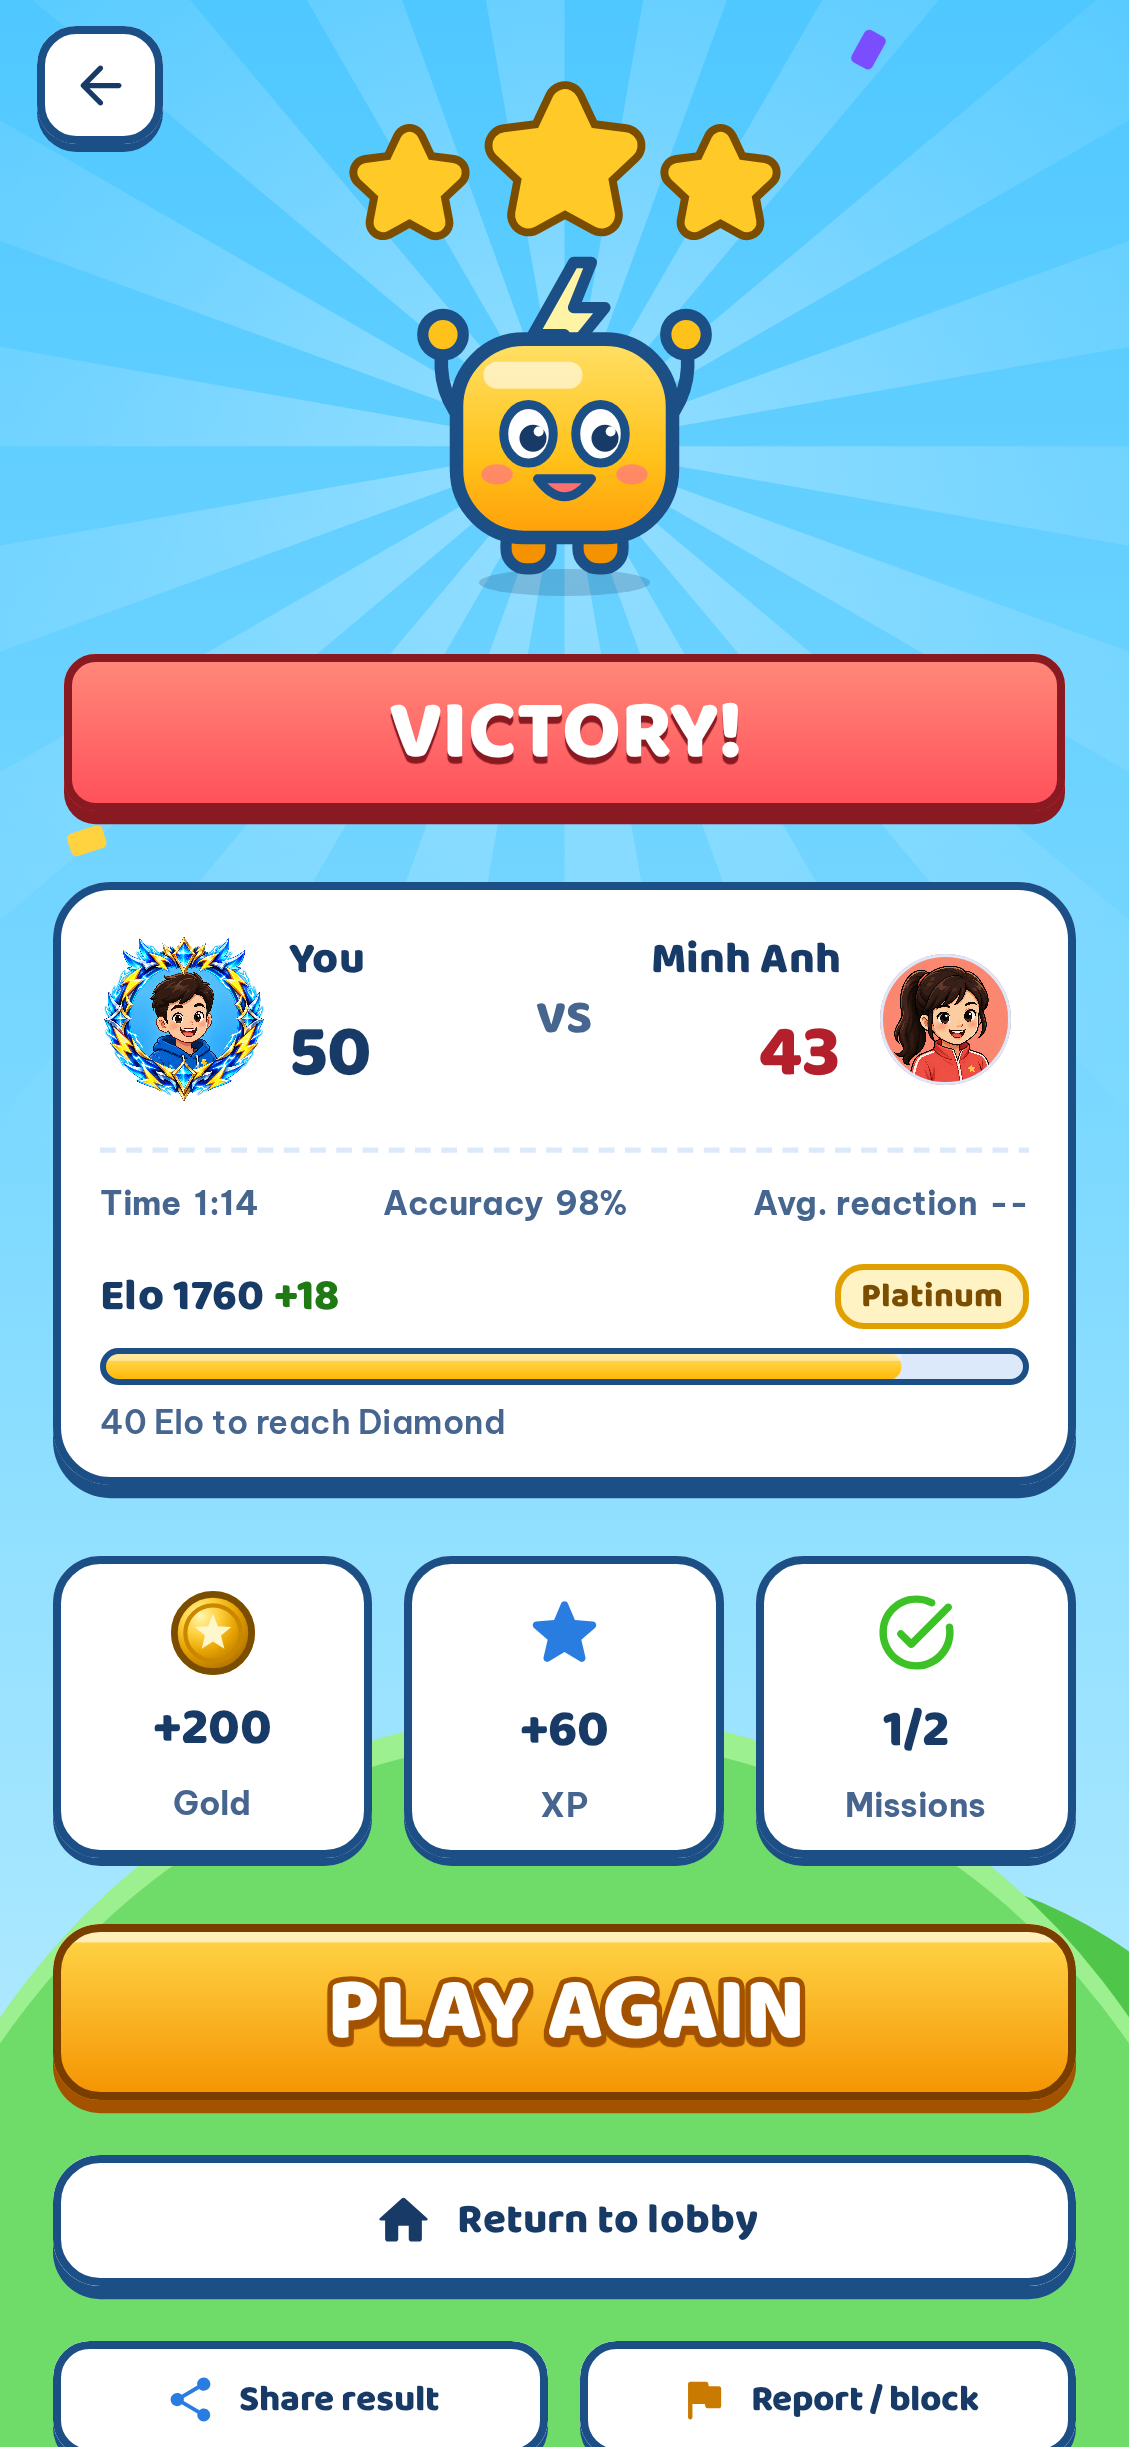 VICTORY!
You
Minh Anh
VS
50
43
Time 1:14
Accuracy 98%
Avg. reaction --
Elo 1760 +18
Platinum
40 Elo to reach Diamond
+200
+60
1/2
Gold
XP
Missions
PLAY AGAIN
Return to lobby
Share result
Report / block